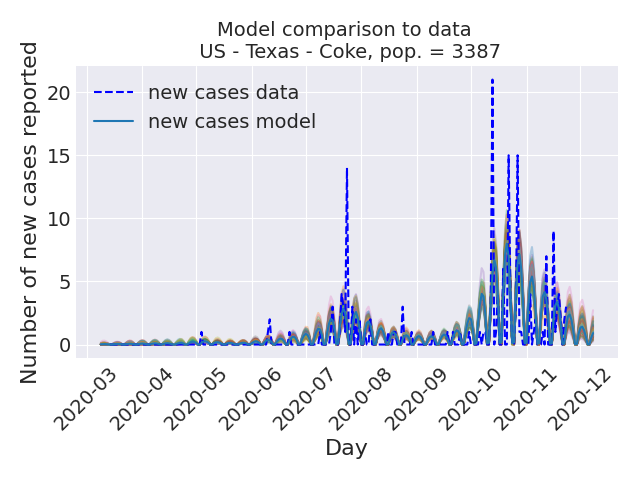 Model comparison to data
US - Texas - Coke, pop. = 3387
Number of new cases reported
20
15
10
5
0
new cases data
new cases model
2020-03
2020-04
2020-05
2020-06
2020-07
2020-08
2020-09
2020-10
2020-11
2020-12
Day